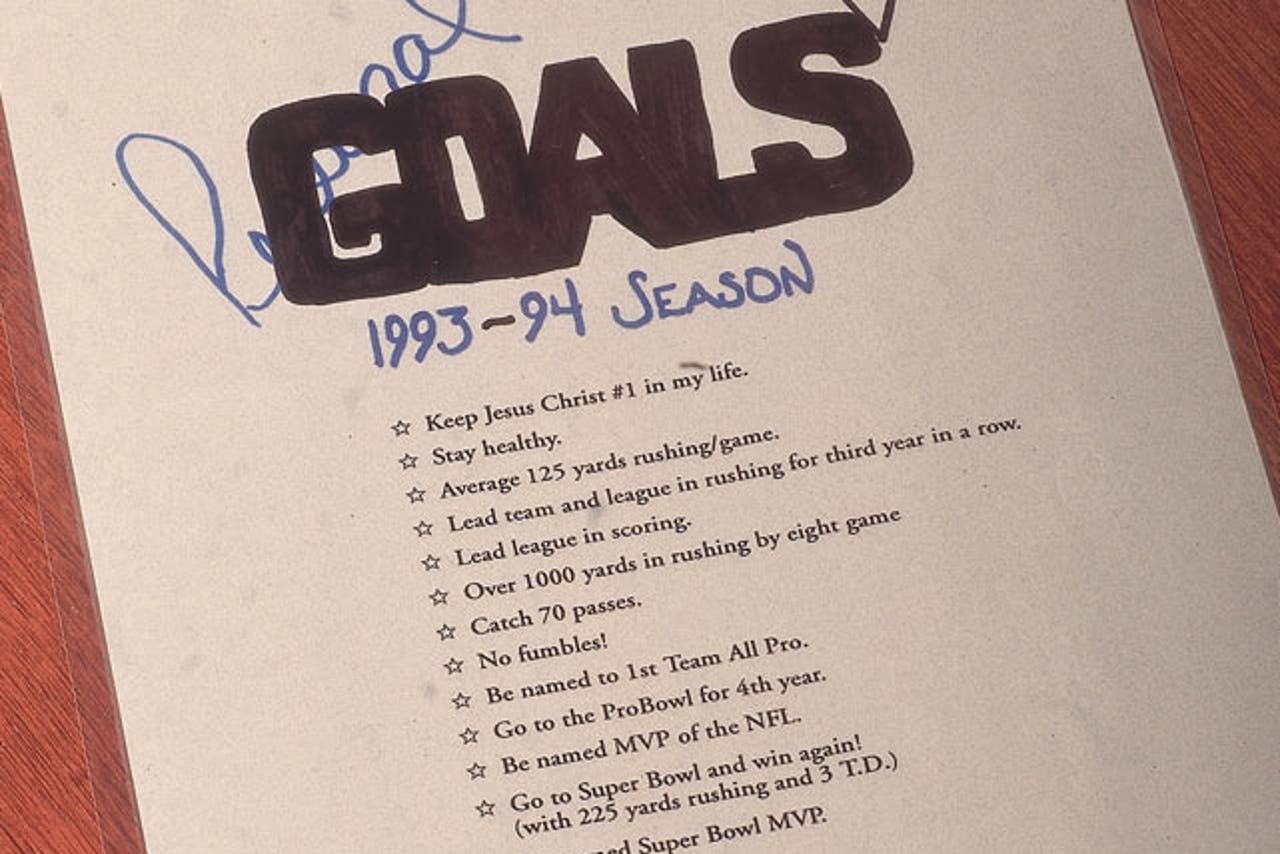 Personal
GOALS
1993-94 SEASON
☆ Keep Jesus Christ #1 in my life.
☆ Stay healthy.
☆ Average 125 yards rushing/game.
☆ Lead team and league in rushing for third year in a row.
☆ Lead league in scoring.
☆ Over 1000 yards in rushing by eight game
☆ Catch 70 passes.
☆ No fumbles!
☆ Be named to 1st Team All Pro.
☆ Go to the ProBowl for 4th year.
☆ Be named MVP of the NFL.
☆ Go to Super Bowl and win again!
(with 225 yards rushing and 3 T.D.)
Super Bowl MVP.